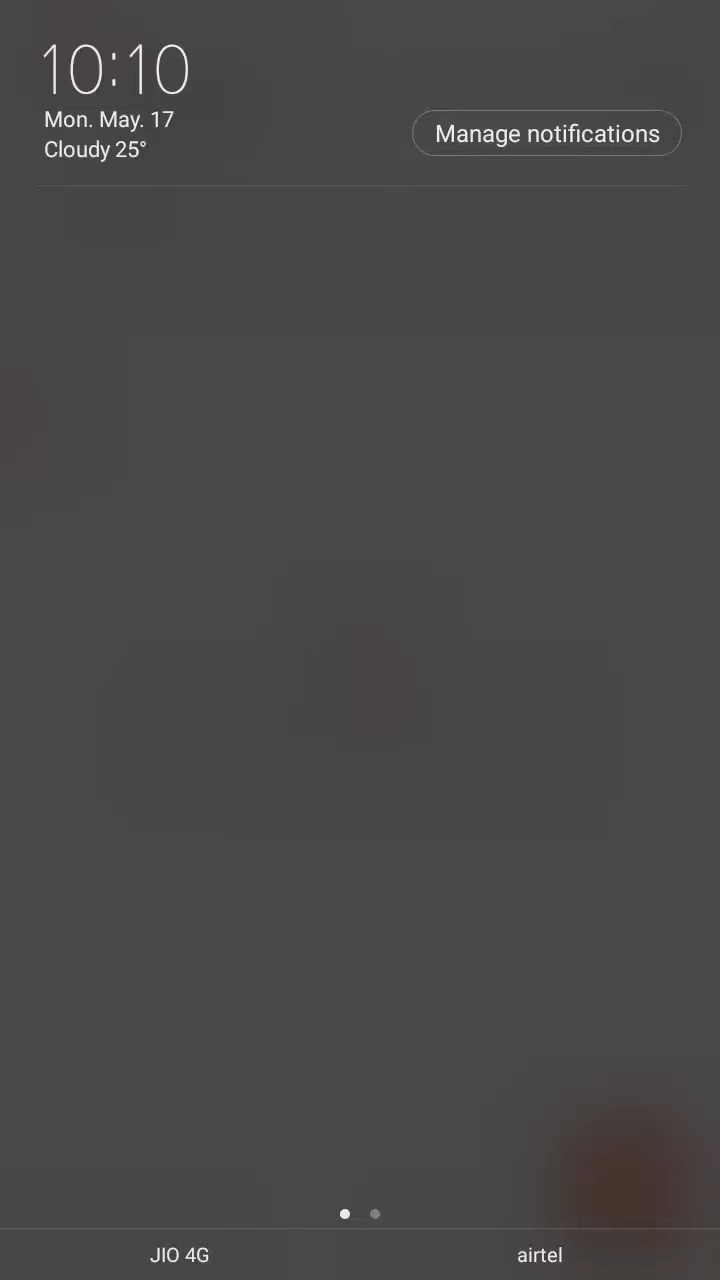 10:10
Mon. May. 17
Cloudy 25°
Manage notifications
JIO 4G
airtel